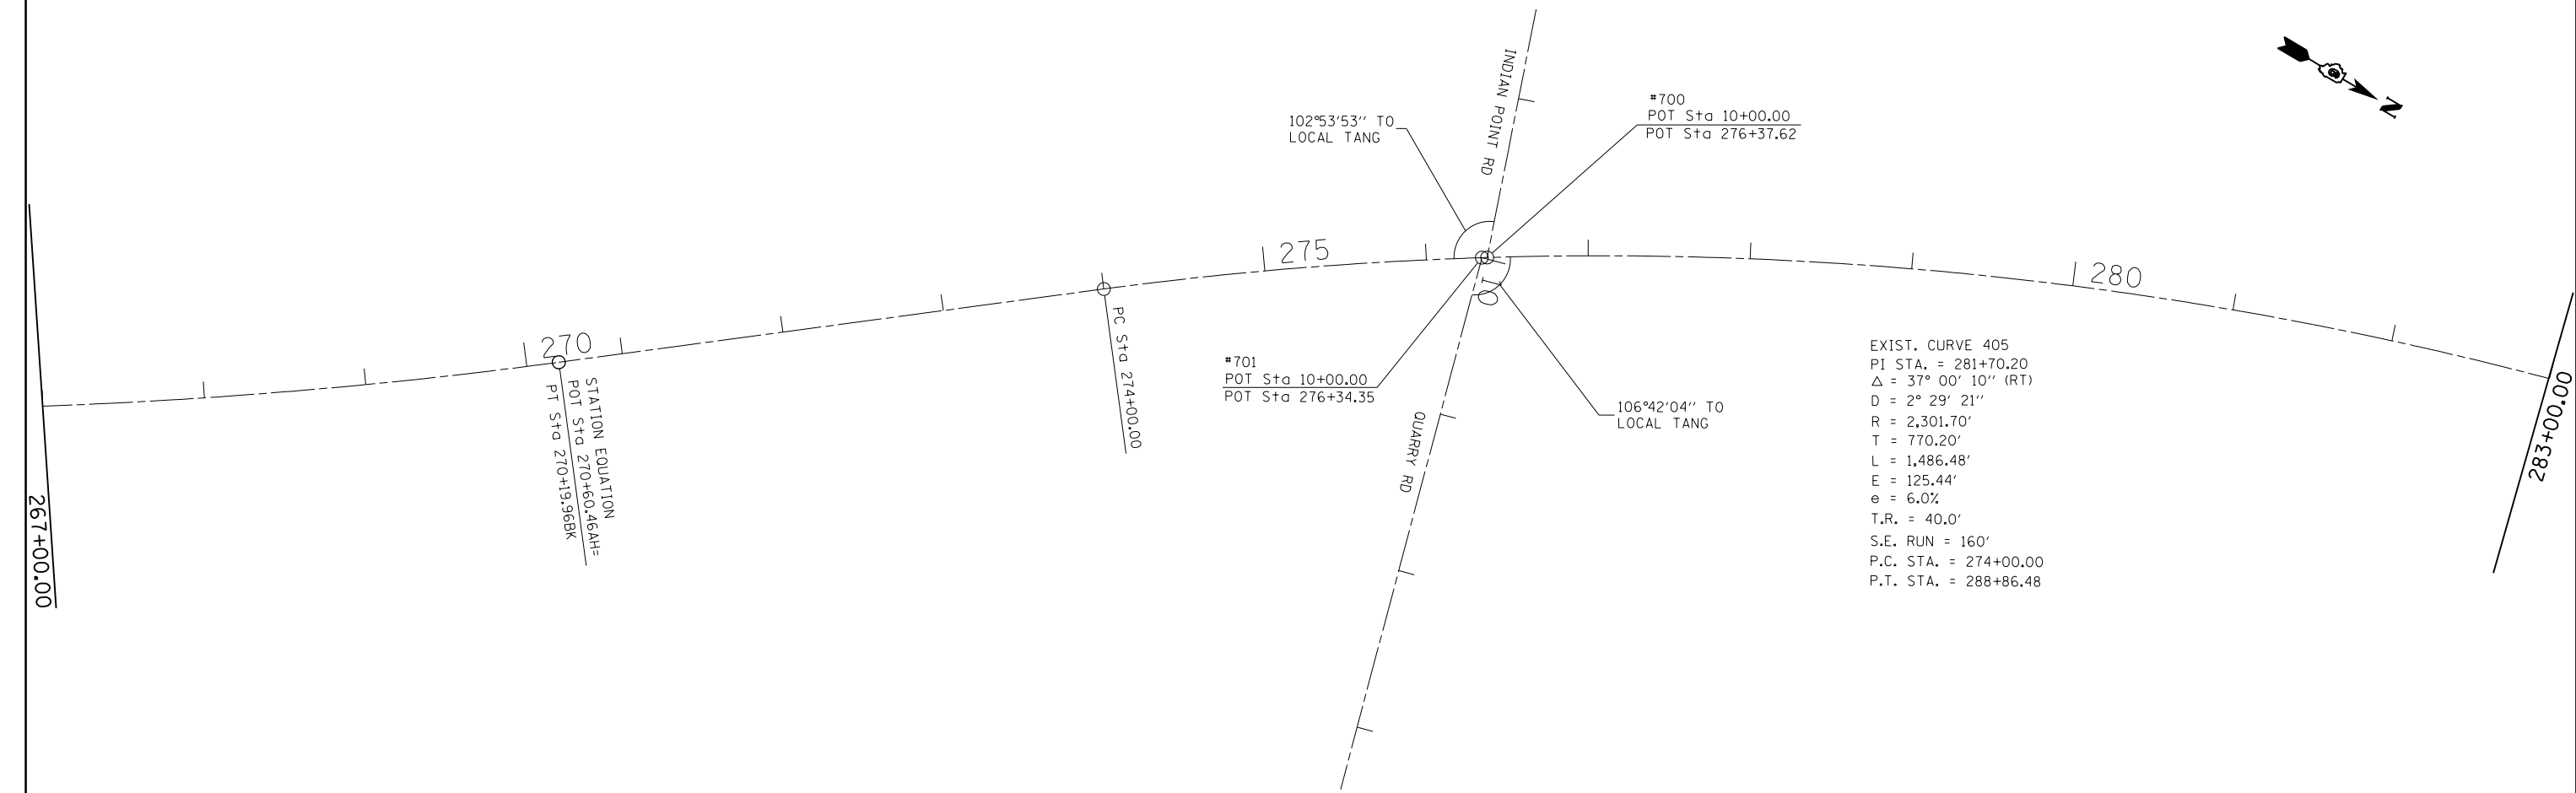 INDIAN POINT RD
N
#700
POT Sta 10+00.00
POT Sta 276+37.62
102°53'53'' TO
LOCAL TANG
275
280
270
10
STATION EQUATION
POT Sta 270+60.46AH=
PT Sta 270+19.96BK
PC Sta 274+00.00
#701
POT Sta 10+00.00
POT Sta 276+34.35
106°42'04'' TO
LOCAL TANG
QUARRY RD
EXIST. CURVE 405
PI STA. = 281+70.20
Δ = 37° 00' 10'' (RT)
D = 2° 29' 21''
R = 2,301.70'
T = 770.20'
L = 1,486.48'
E = 125.44'
e = 6.0%
T.R. = 40.0'
S.E. RUN = 160'
P.C. STA. = 274+00.00
P.T. STA. = 288+86.48
267+00.00
283+00.00